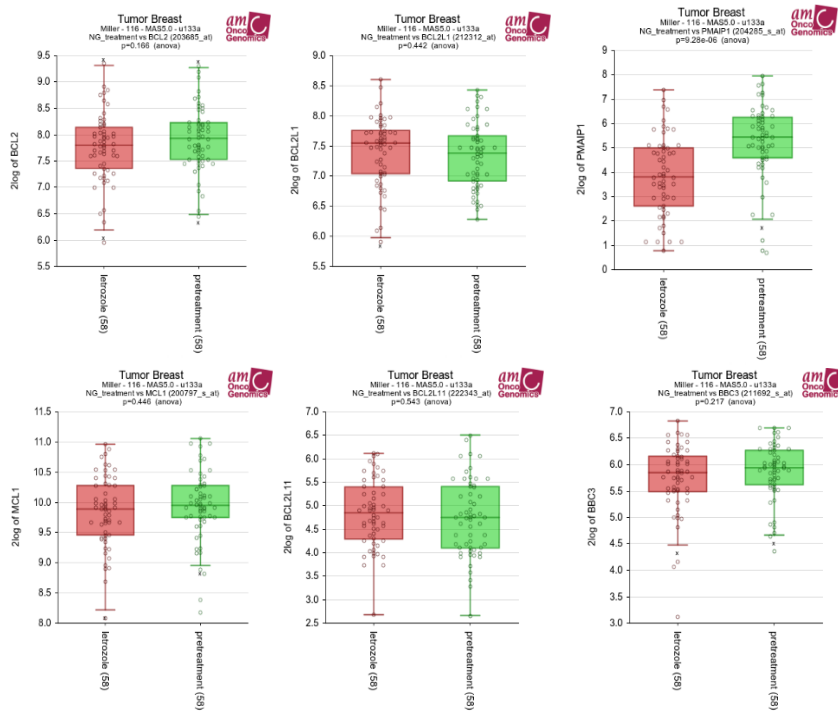 Tumor Breast
Miller - 116 - MAS5.0 - u133a
NG_treatment vs BCL2 (203685_at)
p=0.166 (anova)
am
Onco
Genomics
2log of BCL2
9.5
9.0
8.5
8.0
7.5
7.0
6.5
6.0
5.5
letrozole (58)
pretreatment (58)
Tumor Breast
Miller - 116 - MAS5.0 - u133a
NG_treatment vs BCL2L1 (212312_at)
p=0.442 (anova)
am
Onco
Genomics
2log of BCL2L1
9.0
8.5
8.0
7.5
7.0
6.5
6.0
5.5
letrozole (58)
pretreatment (58)
Tumor Breast
Miller - 116 - MAS5.0 - u133a
NG_treatment vs PMAIP1 (204285_s_at)
p=9.28e-06 (anova)
am
Onco
Genomics
2log of PMAIP1
9
8
7
6
5
4
3
2
1
0
letrozole (58)
pretreatment (58)
Tumor Breast
Miller - 116 - MAS5.0 - u133a
NG_treatment vs MCL1 (200797_s_at)
p=0.446 (anova)
am
Onco
Genomics
2log of MCL1
11.5
11.0
10.5
10.0
9.5
9.0
8.5
8.0
letrozole (58)
pretreatment (58)
Tumor Breast
Miller - 116 - MAS5.0 - u133a
NG_treatment vs BCL2L11 (222343_at)
p=0.543 (anova)
am
Onco
Genomics
2log of BCL2L11
7.0
6.5
6.0
5.5
5.0
4.5
4.0
3.5
3.0
2.5
letrozole (58)
pretreatment (58)
Tumor Breast
Miller - 116 - MAS5.0 - u133a
NG_treatment vs BBC3 (211692_s_at)
p=0.217 (anova)
am
Onco
Genomics
2log of BBC3
7.0
6.5
6.0
5.5
5.0
4.5
4.0
3.5
3.0
letrozole (58)
pretreatment (58)